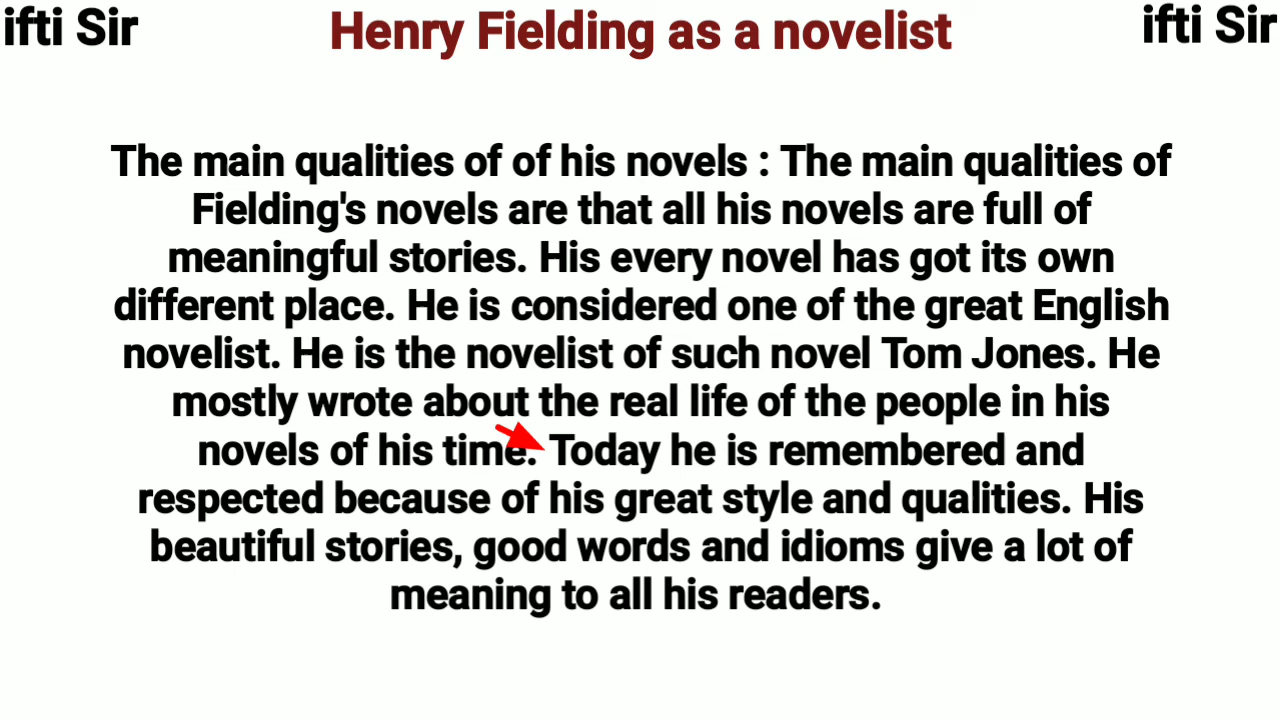 ifti Sir
Henry Fielding as a novelist
ifti Sir
The main qualities of of his novels : The main qualities of
Fielding's novels are that all his novels are full of
meaningful stories. His every novel has got its own
different place. He is considered one of the great English
novelist. He is the novelist of such novel Tom Jones. He
mostly wrote about the real life of the people in his
novels of his time. Today he is remembered and
respected because of his great style and qualities. His
beautiful stories, good words and idioms give a lot of
meaning to all his readers.